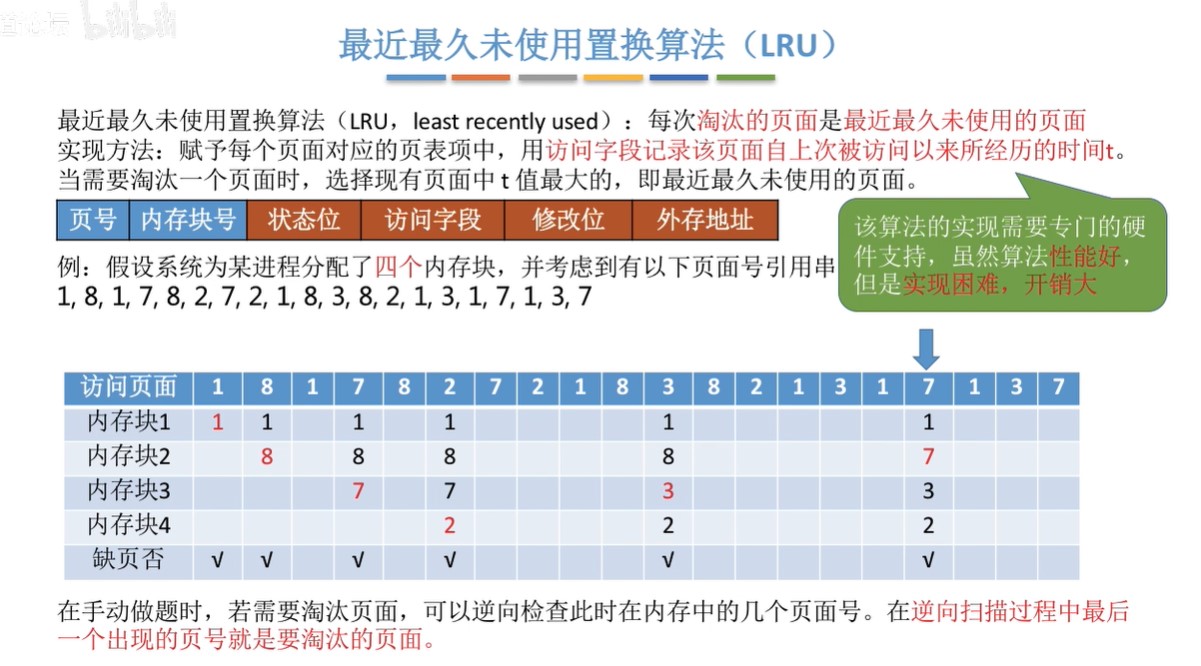 bilibili
最近最久未使用置换算法（LRU）
最近最久未使用置换算法（LRU，least recently used）：每次淘汰的页面是最近最久未使用的页面
实现方法：赋予每个页面对应的页表项中，用访问字段记录该页面自上次被访问以来所经历的时间t。
当需要淘汰一个页面时，选择现有页面中 t 值最大的，即最近最久未使用的页面。
页号 内存块号 状态位 访问字段 修改位 外存地址
该算法的实现需要专门的硬
件支持，虽然算法性能好，
但是实现困难，开销大
例：假设系统为某进程分配了四个内存块，并考虑到有以下页面号引用串
1, 8, 1, 7, 8, 2, 7, 2, 1, 8, 3, 8, 2, 1, 3, 1, 7, 1, 3, 7
访问页面 1 8 1 7 8 2 7 2 1 8 3 8 2 1 3 1 7 1 3 7
内存块1 1 1 1 1 1 1
内存块2 8 8 8 8 7
内存块3 7 7 3 3
内存块4 2 2 2
缺页否 √ √ √ √ √ √
在手动做题时，若需要淘汰页面，可以逆向检查此时在内存中的几个页面号。在逆向扫描过程中最后
一个出现的页号就是要淘汰的页面。